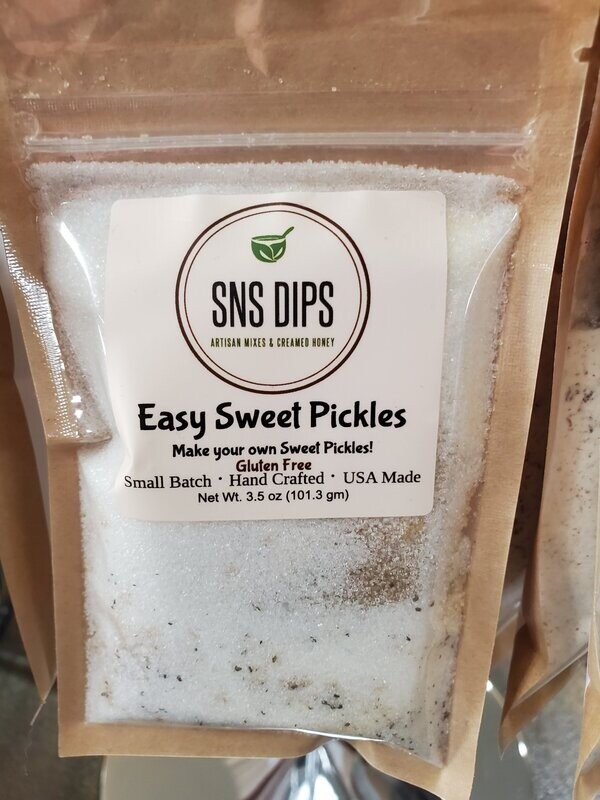 SNS DIPS
ARTISAN MIXES & CREAMED HONEY
Easy Sweet Pickles
Make your own Sweet Pickles!
Gluten Free
Small Batch · Hand Crafted · USA Made
Net Wt. 3.5 oz (101.3 gm)